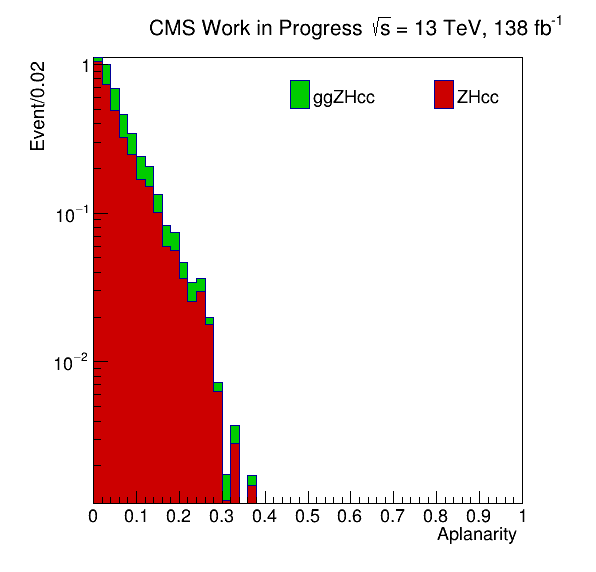 CMS Work in Progress √s = 13 TeV, 138 fb⁻¹
Event/0.02
ggZHcc ZHcc
1
10⁻¹
10⁻²
0 0.1 0.2 0.3 0.4 0.5 0.6 0.7 0.8 0.9 1
Aplanarity